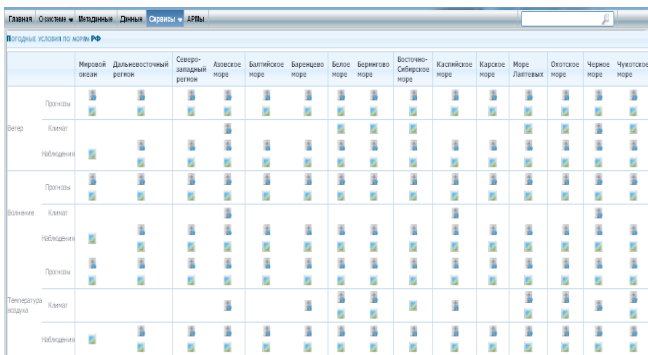 Главная О системе Метаданные Данные Сервисы АРМы
Погодные условия по морям РФ
Мировой океан Дальневосточный регион Северо-западный регион Азовское море Балтийское море Баренцево море Белое море Берингово море Восточно-Сибирское море Каспийское море Карское море Море Лаптевых Охотское море Черное море Чукотское море
Прогнозы
Ветер Климат
Наблюдения
Прогнозы
Волнение Климат
Наблюдения
Прогнозы
Температура воздуха Климат
Наблюдения